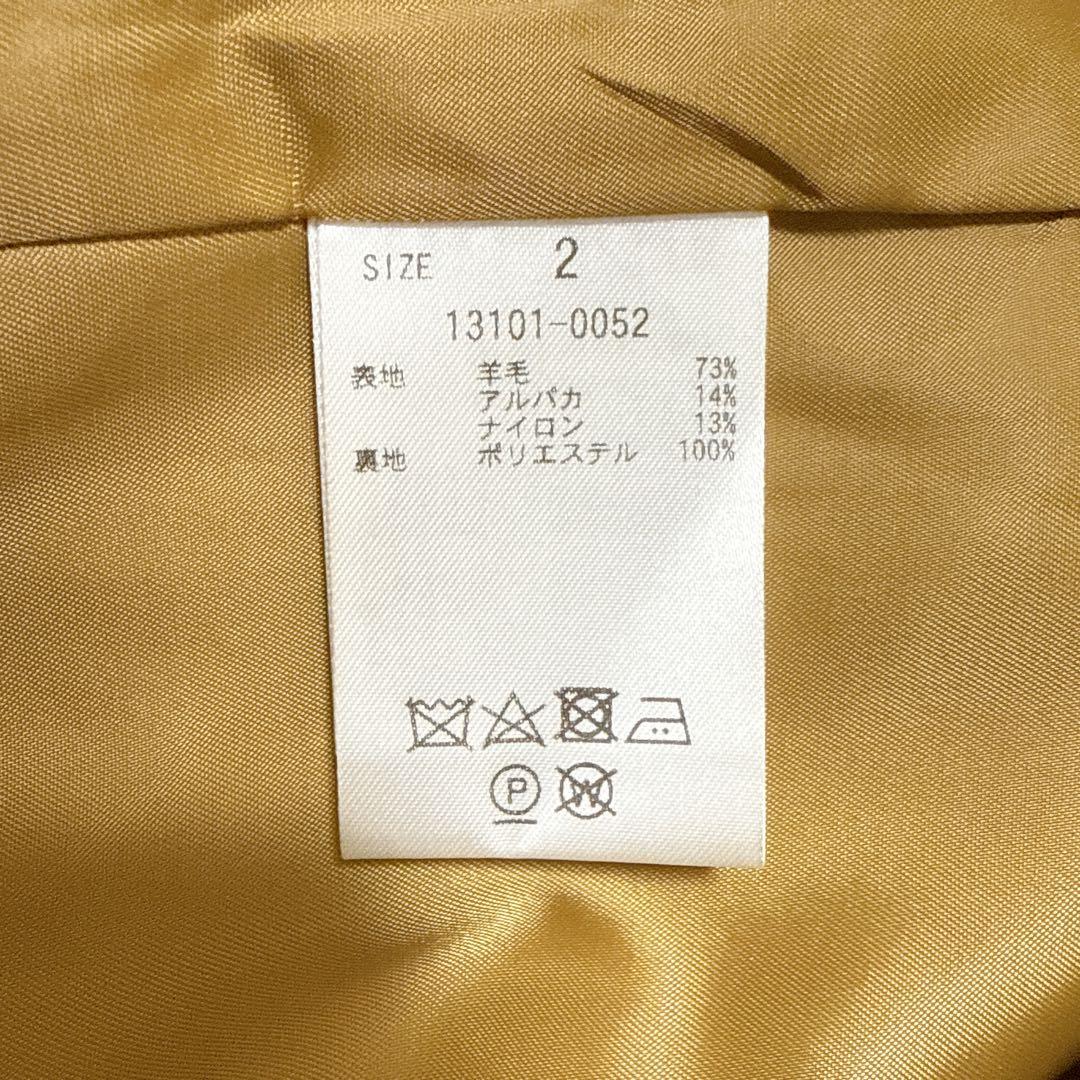 SIZE 2
13101-0052
表地 羊毛 73%
アルパカ 14%
ナイロン 13%
裏地 ポリエステル 100%
P W